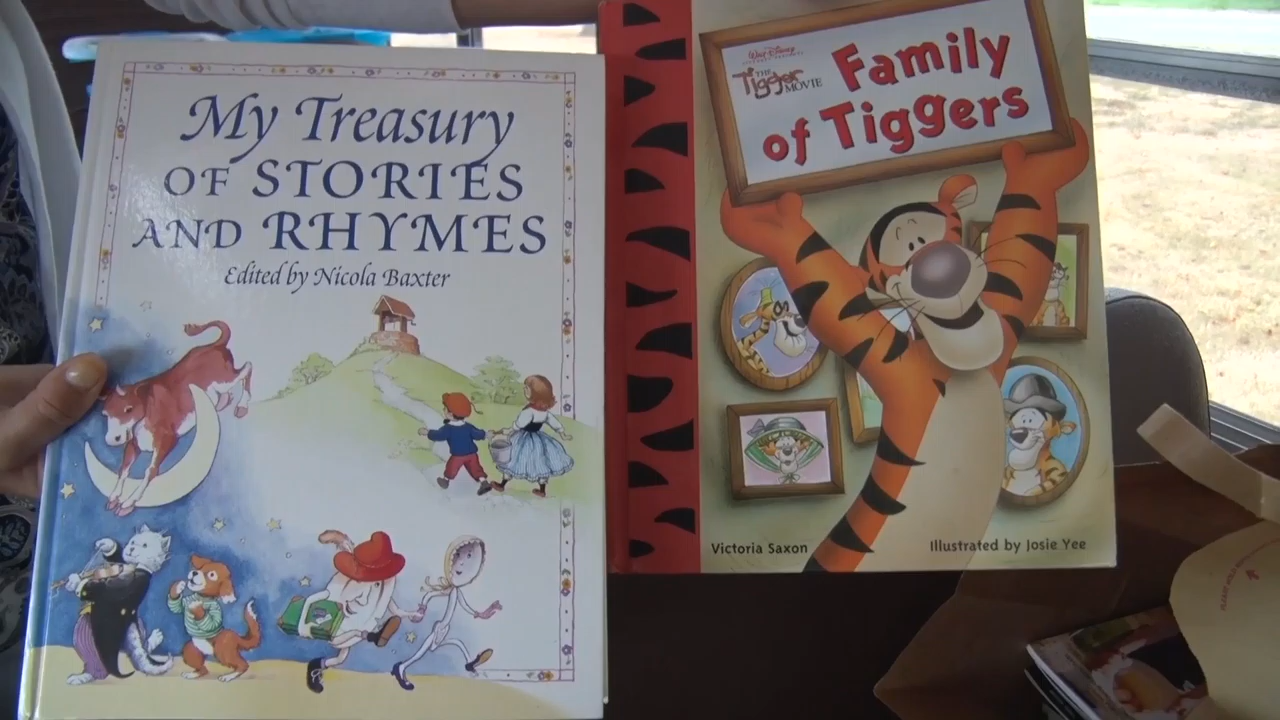 My Treasury
OF STORIES
AND RHYMES
Edited by Nicola Baxter
Walt Disney
THE
Tigger MOVIE
Family
of Tiggers
Victoria Saxon
Illustrated by Josie Yee